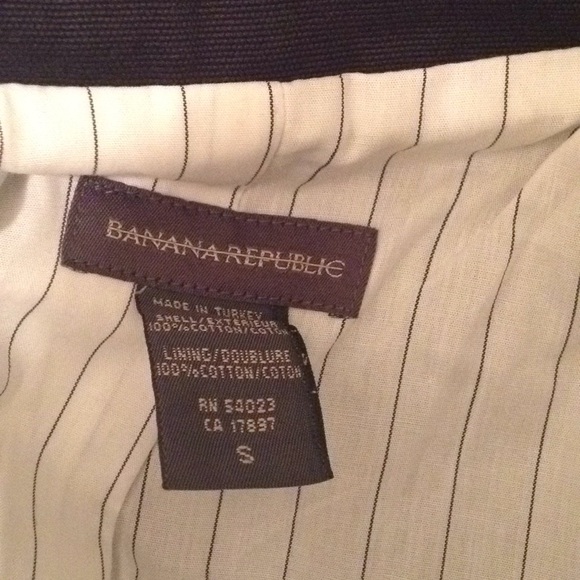 BANANA REPUBLIC
MADE IN TURKEY
SHELL/EXTERIEUR
100%COTTON/COTON
LINING/DOUBLURE
100%COTTON/COTON
RN 54023
CA 17897
S